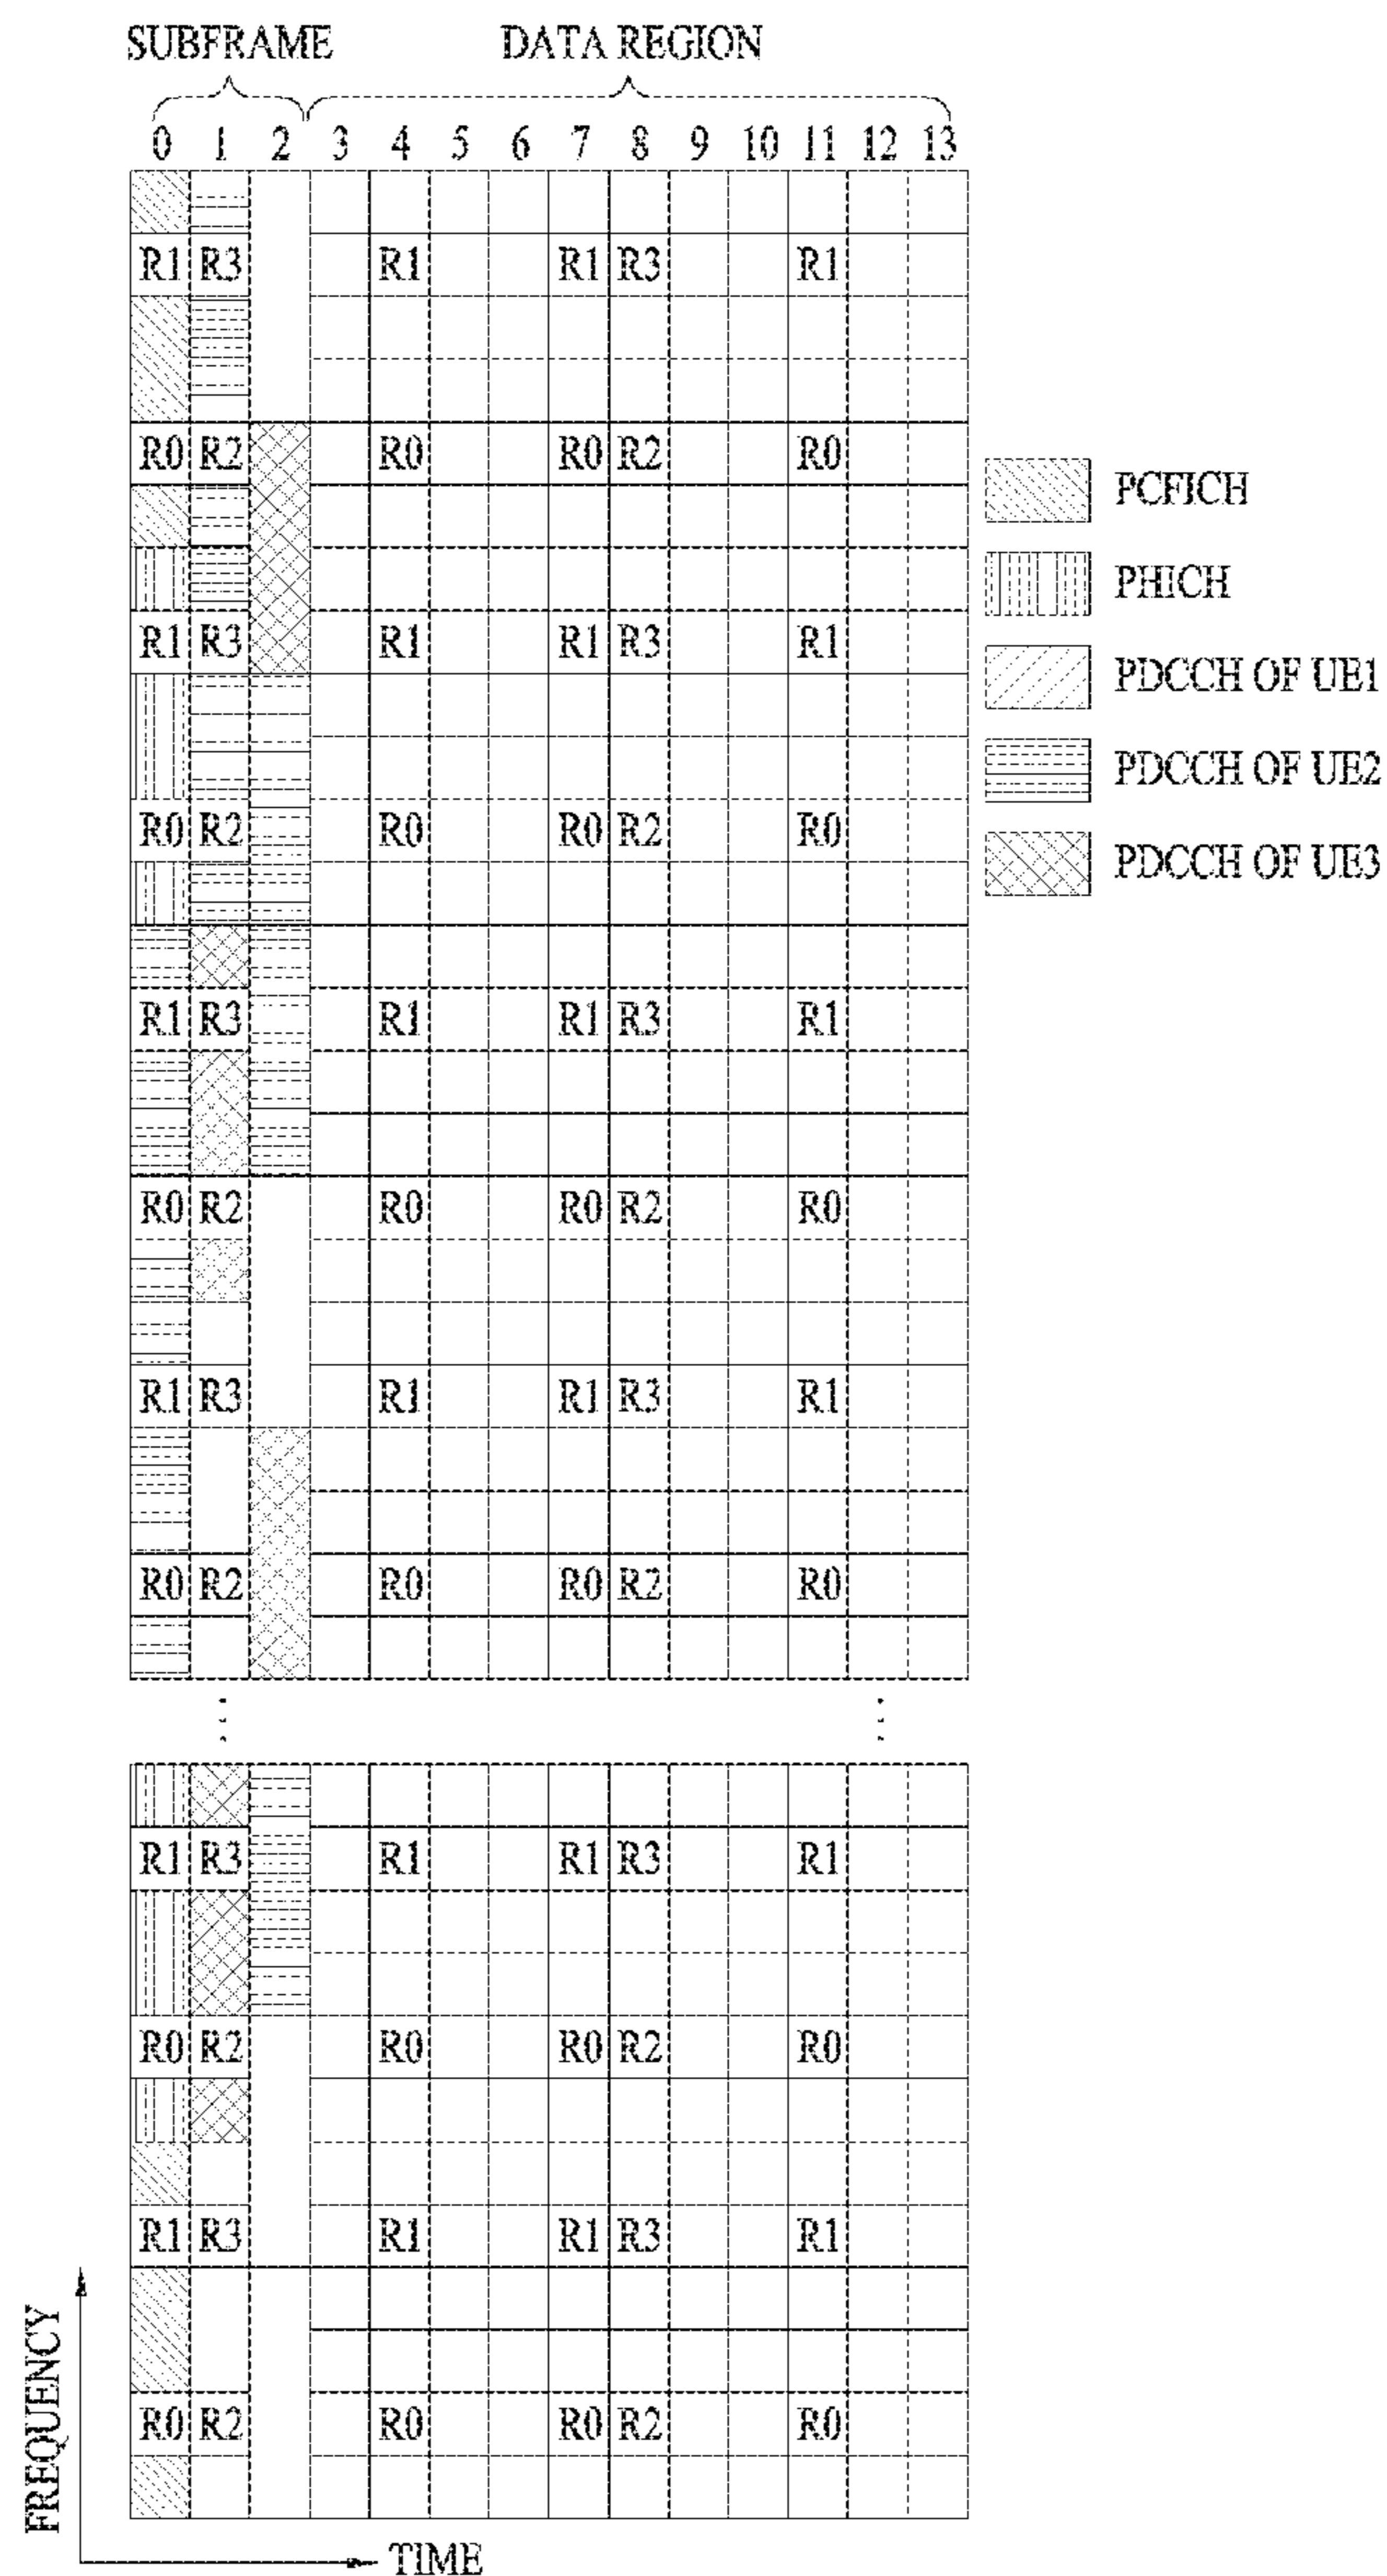 SUBFRAME DATA REGION
0 1 2 3 4 5 6 7 8 9 10 11 12 13
R1 R3 R1 R1 R3 R1
R0 R2 R0 R0 R2 R0
PCFICH
PHICH
R1 R3 R1 R1 R3 R1
PDCCH OF UE1
PDCCH OF UE2
R0 R2 R0 R0 R2 R0
PDCCH OF UE3
R1 R3 R1 R1 R3 R1
R0 R2 R0 R0 R2 R0
R1 R3 R1 R1 R3 R1
R0 R2 R0 R0 R2 R0
R1 R3 R1 R1 R3 R1
R0 R2 R0 R0 R2 R0
R1 R3 R1 R1 R3 R1
R0 R2 R0 R0 R2 R0
FREQUENCY
TIME